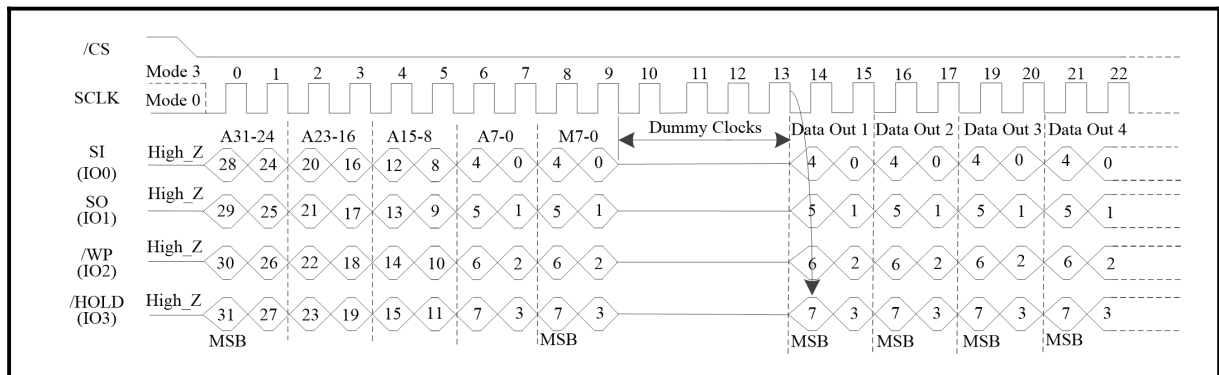 /CS
Mode 3 0 1 2 3 4 5 6 7 8 9 10 11 12 13 14 15 16 17 19 20 21 22
SCLK Mode 0
A31-24 A23-16 A15-8 A7-0 M7-0 Dummy Clocks Data Out 1 Data Out 2 Data Out 3 Data Out 4
SI High_Z 28 24 20 16 12 8 4 0 4 0 4 0 4 0 4 0 4 0
(IO0)
SO High_Z 29 25 21 17 13 9 5 1 5 1 5 1 5 1 5 1 5 1
(IO1)
/WP High_Z 30 26 22 18 14 10 6 2 6 2 6 2 6 2 6 2 6 2
(IO2)
/HOLD High_Z 31 27 23 19 15 11 7 3 7 3 7 3 7 3 7 3 7 3
(IO3)
MSB MSB MSB MSB MSB MSB